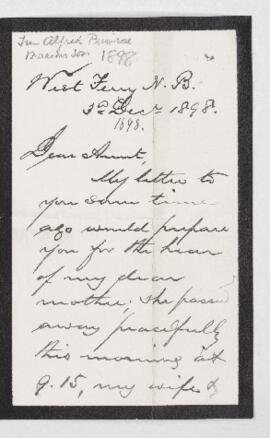 Alfred Primrose
1898
West Ferry N.B.
3rd Decr 1898.
1898.
Dear Aunt,
My letter to
you some time
ago would prepare
you for the
of my dear
mother; she passed
away peacefully
this morning at
9.15, my wife &